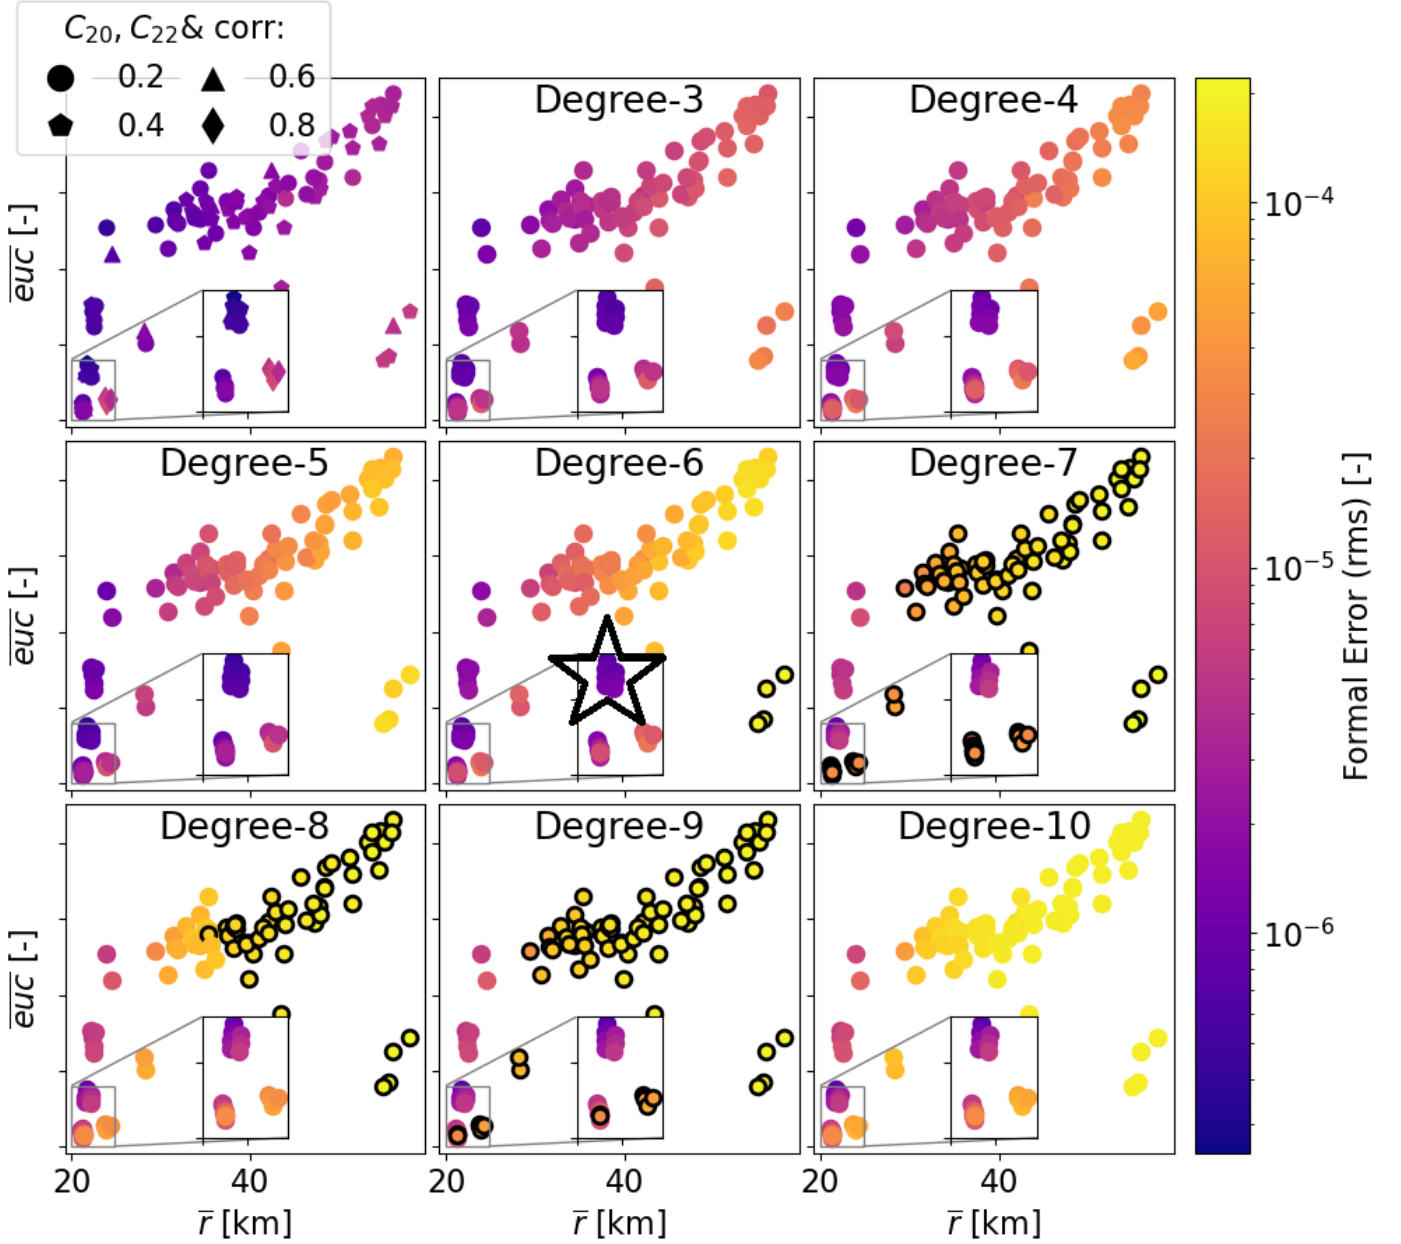 C20, C22 & corr:
0.2 0.6
0.4 0.8
Degree-3
Degree-4
euc [-]
Degree-5
Degree-6
Degree-7
euc [-]
Degree-8
Degree-9
Degree-10
euc [-]
20 40
20 40
20 40
r [km]
r [km]
r [km]
10−4
10−5
10−6
Formal Error (rms) [-]